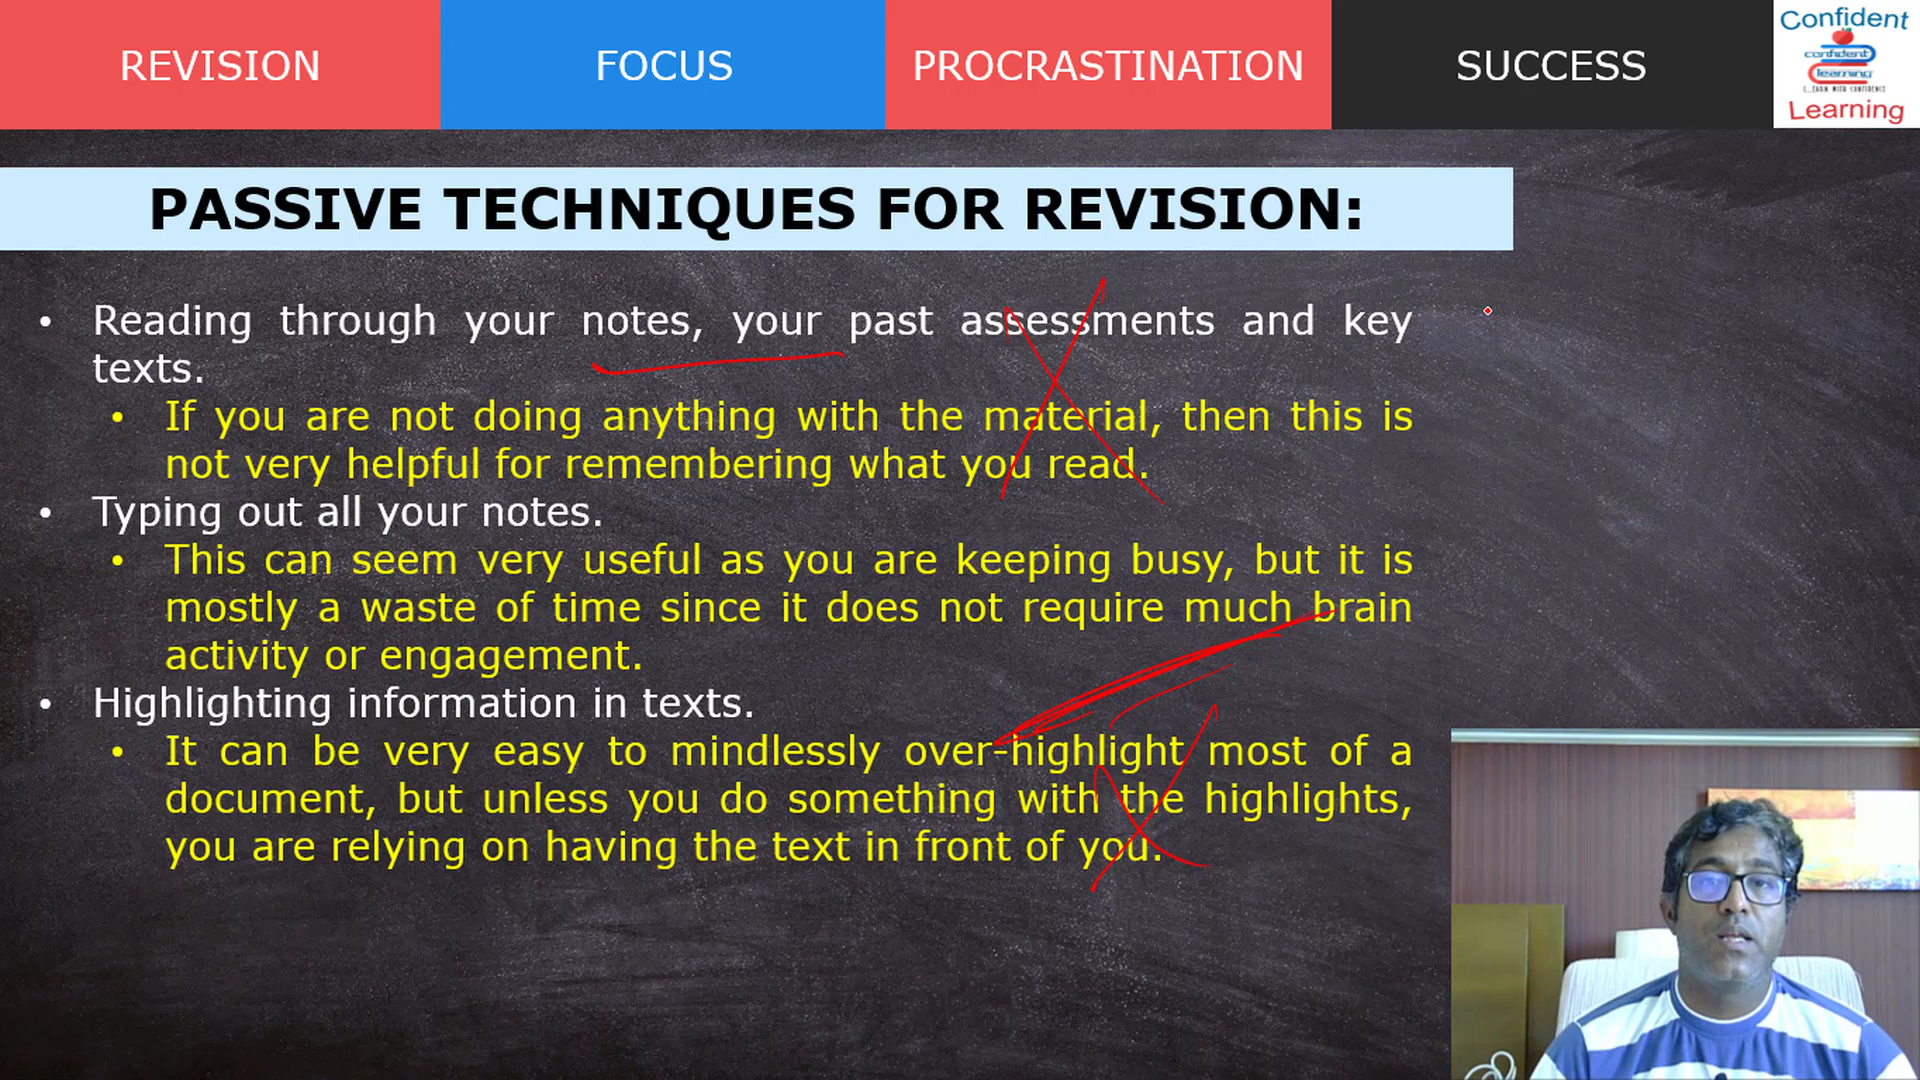 REVISION
FOCUS
PROCRASTINATION
SUCCESS
Confident
confident
learning
L...EARN WITH CONFIDENCE
Learning
PASSIVE TECHNIQUES FOR REVISION:
• Reading through your notes, your past assessments and key
texts.
• If you are not doing anything with the material, then this is
not very helpful for remembering what you read.
• Typing out all your notes.
• This can seem very useful as you are keeping busy, but it is
mostly a waste of time since it does not require much brain
activity or engagement.
• Highlighting information in texts.
• It can be very easy to mindlessly over-highlight most of a
document, but unless you do something with the highlights,
you are relying on having the text in front of you.